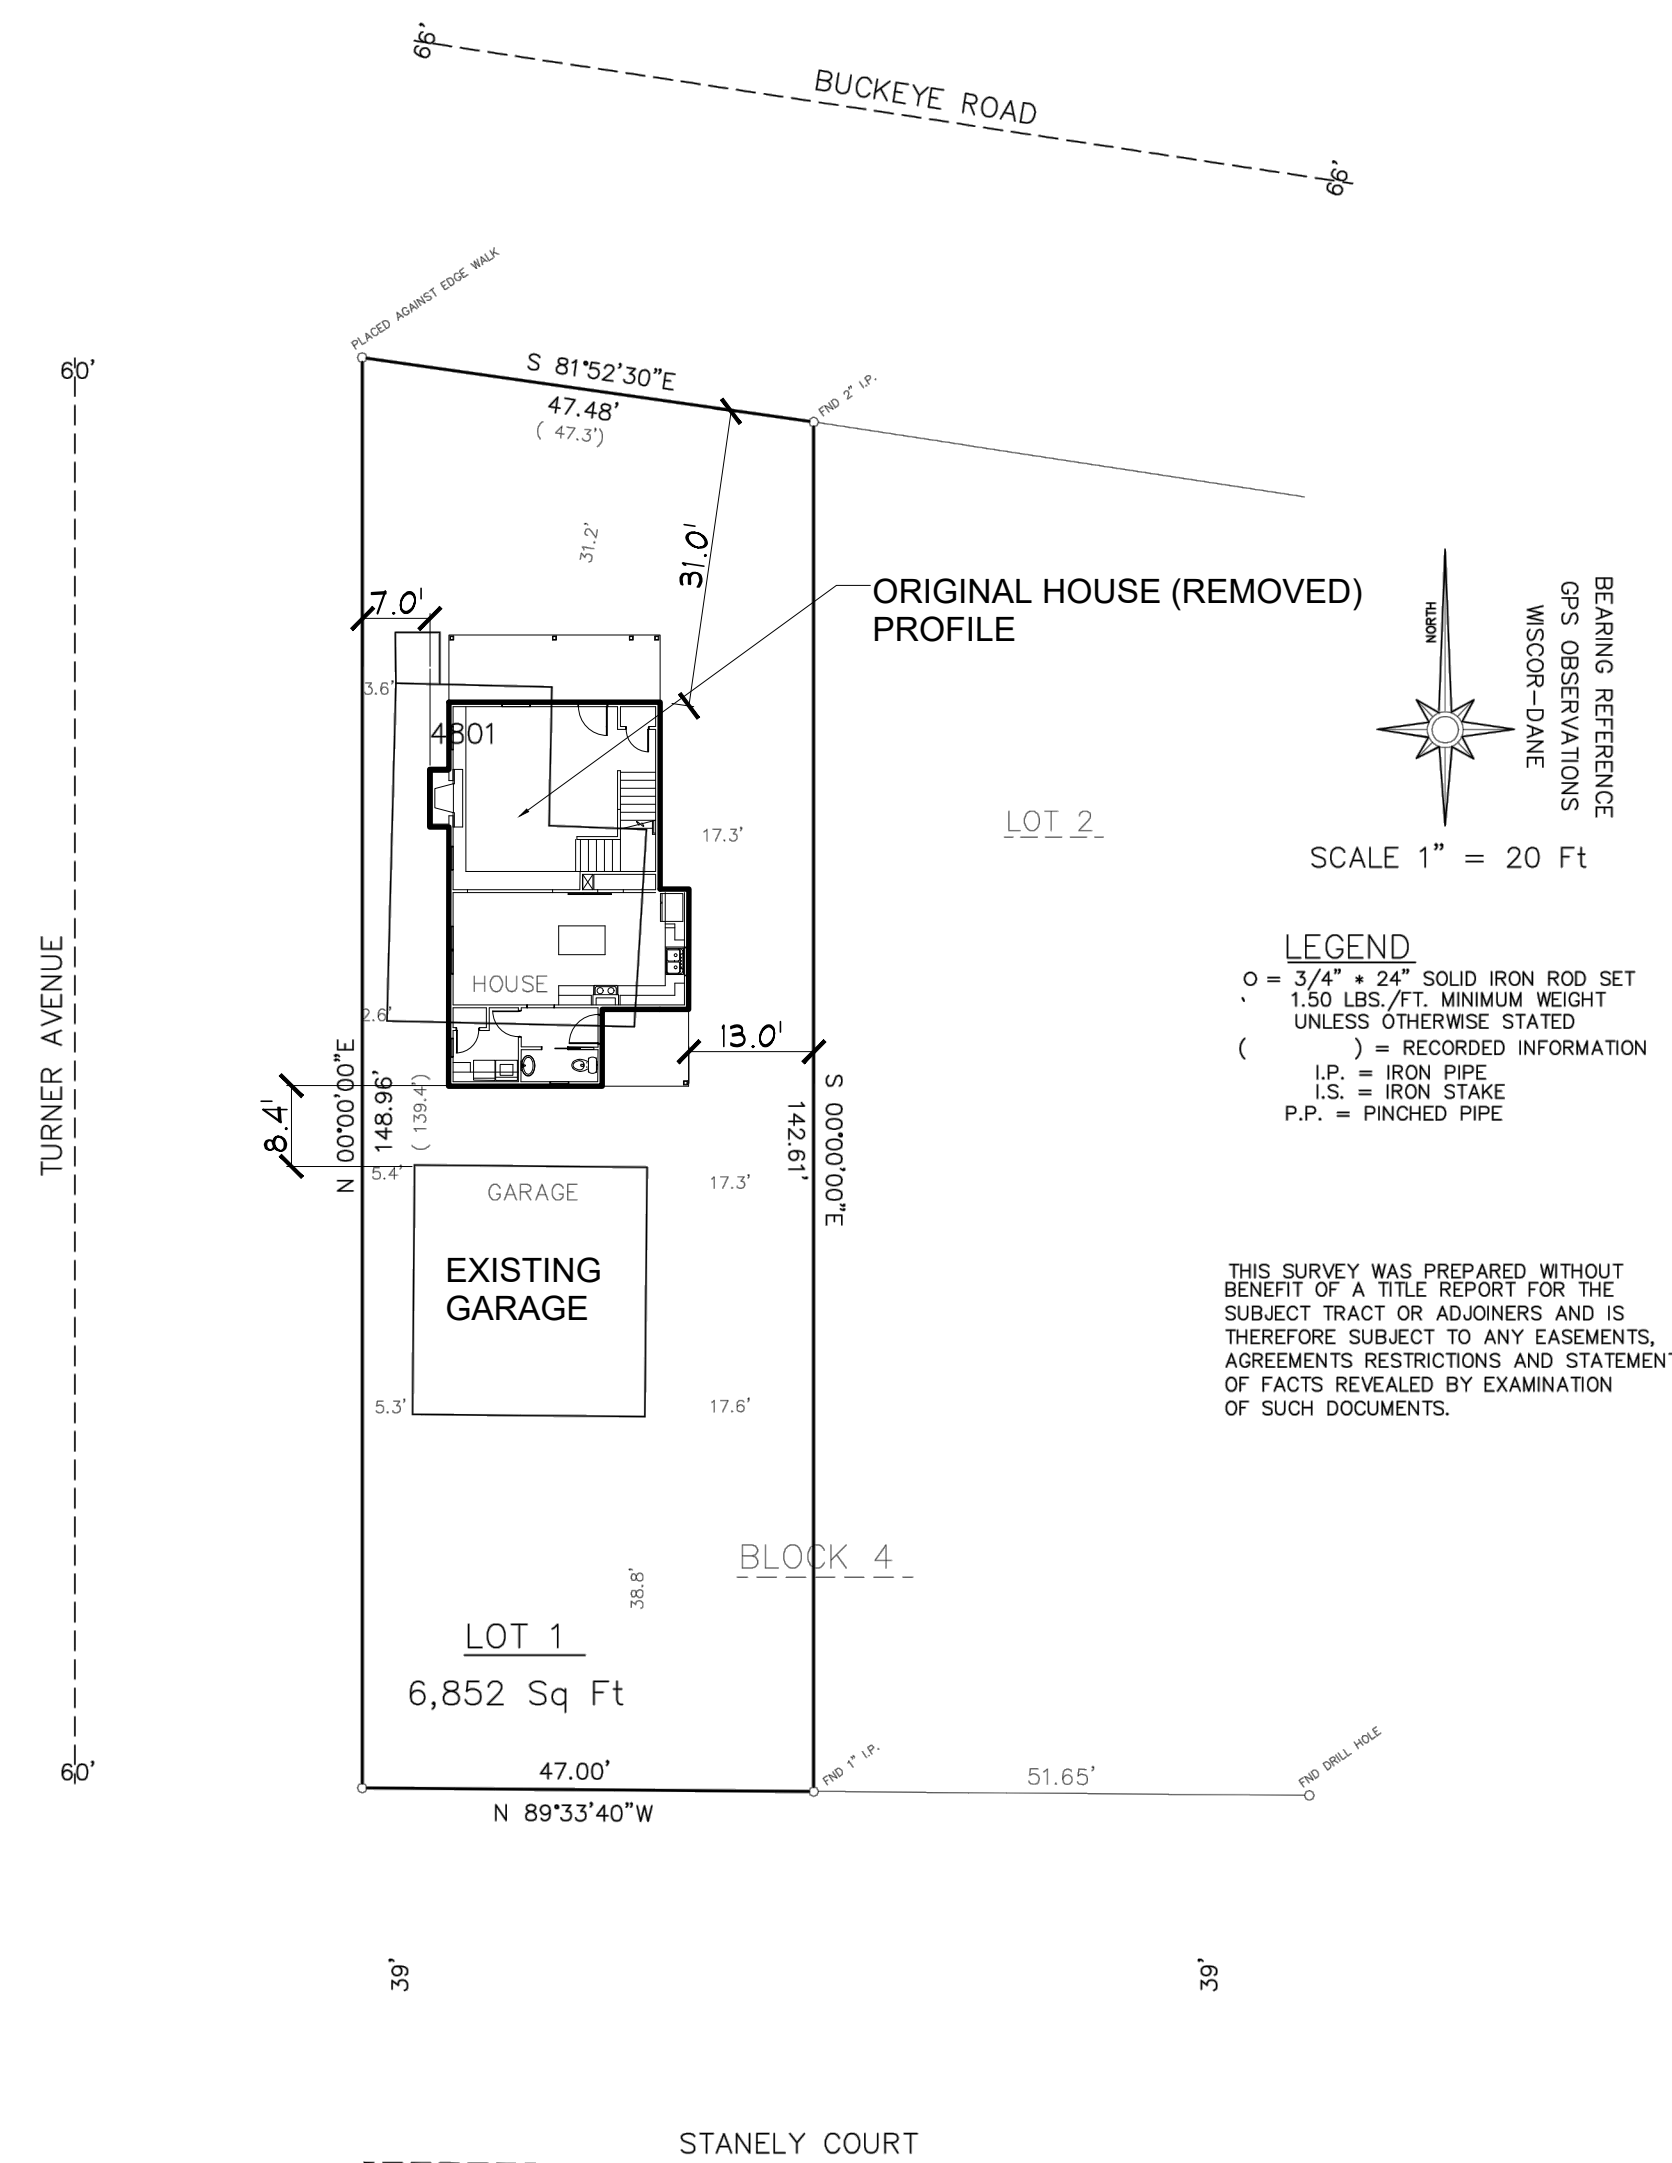 66'
BUCKEYE ROAD
66'
PLACED AGAINST EDGE WALK
60'
S 81°52'30"E
47.48'
( 47.3')
FND 2" I.P.
31.2'
31.0'
7.0'
ORIGINAL HOUSE (REMOVED)
PROFILE
NORTH
BEARING REFERENCE
GPS OBSERVATIONS
WISCOR-DANE
3.6'
4801
17.3'
LOT 2
SCALE 1" = 20 Ft
TURNER AVENUE
LEGEND
O = 3/4" * 24" SOLID IRON ROD SET
1.50 LBS./FT. MINIMUM WEIGHT
UNLESS OTHERWISE STATED
( ) = RECORDED INFORMATION
I.P. = IRON PIPE
I.S. = IRON STAKE
P.P. = PINCHED PIPE
HOUSE
2.6'
13.0'
8.4'
N 00°00'00"E
148.96'
( 139.4')
142.61'
S 00°00'00"E
5.4'
GARAGE
17.3'
EXISTING
GARAGE
THIS SURVEY WAS PREPARED WITHOUT
BENEFIT OF A TITLE REPORT FOR THE
SUBJECT TRACT OR ADJOINERS AND IS
THEREFORE SUBJECT TO ANY EASEMENTS,
AGREEMENTS RESTRICTIONS AND STATEMENT
OF FACTS REVEALED BY EXAMINATION
OF SUCH DOCUMENTS.
5.3'
17.6'
BLOCK 4
38.8'
LOT 1
6,852 Sq Ft
60'
47.00'
FND 1" I.P.
51.65'
FND DRILL HOLE
N 89°33'40"W
39'
39'
STANELY COURT